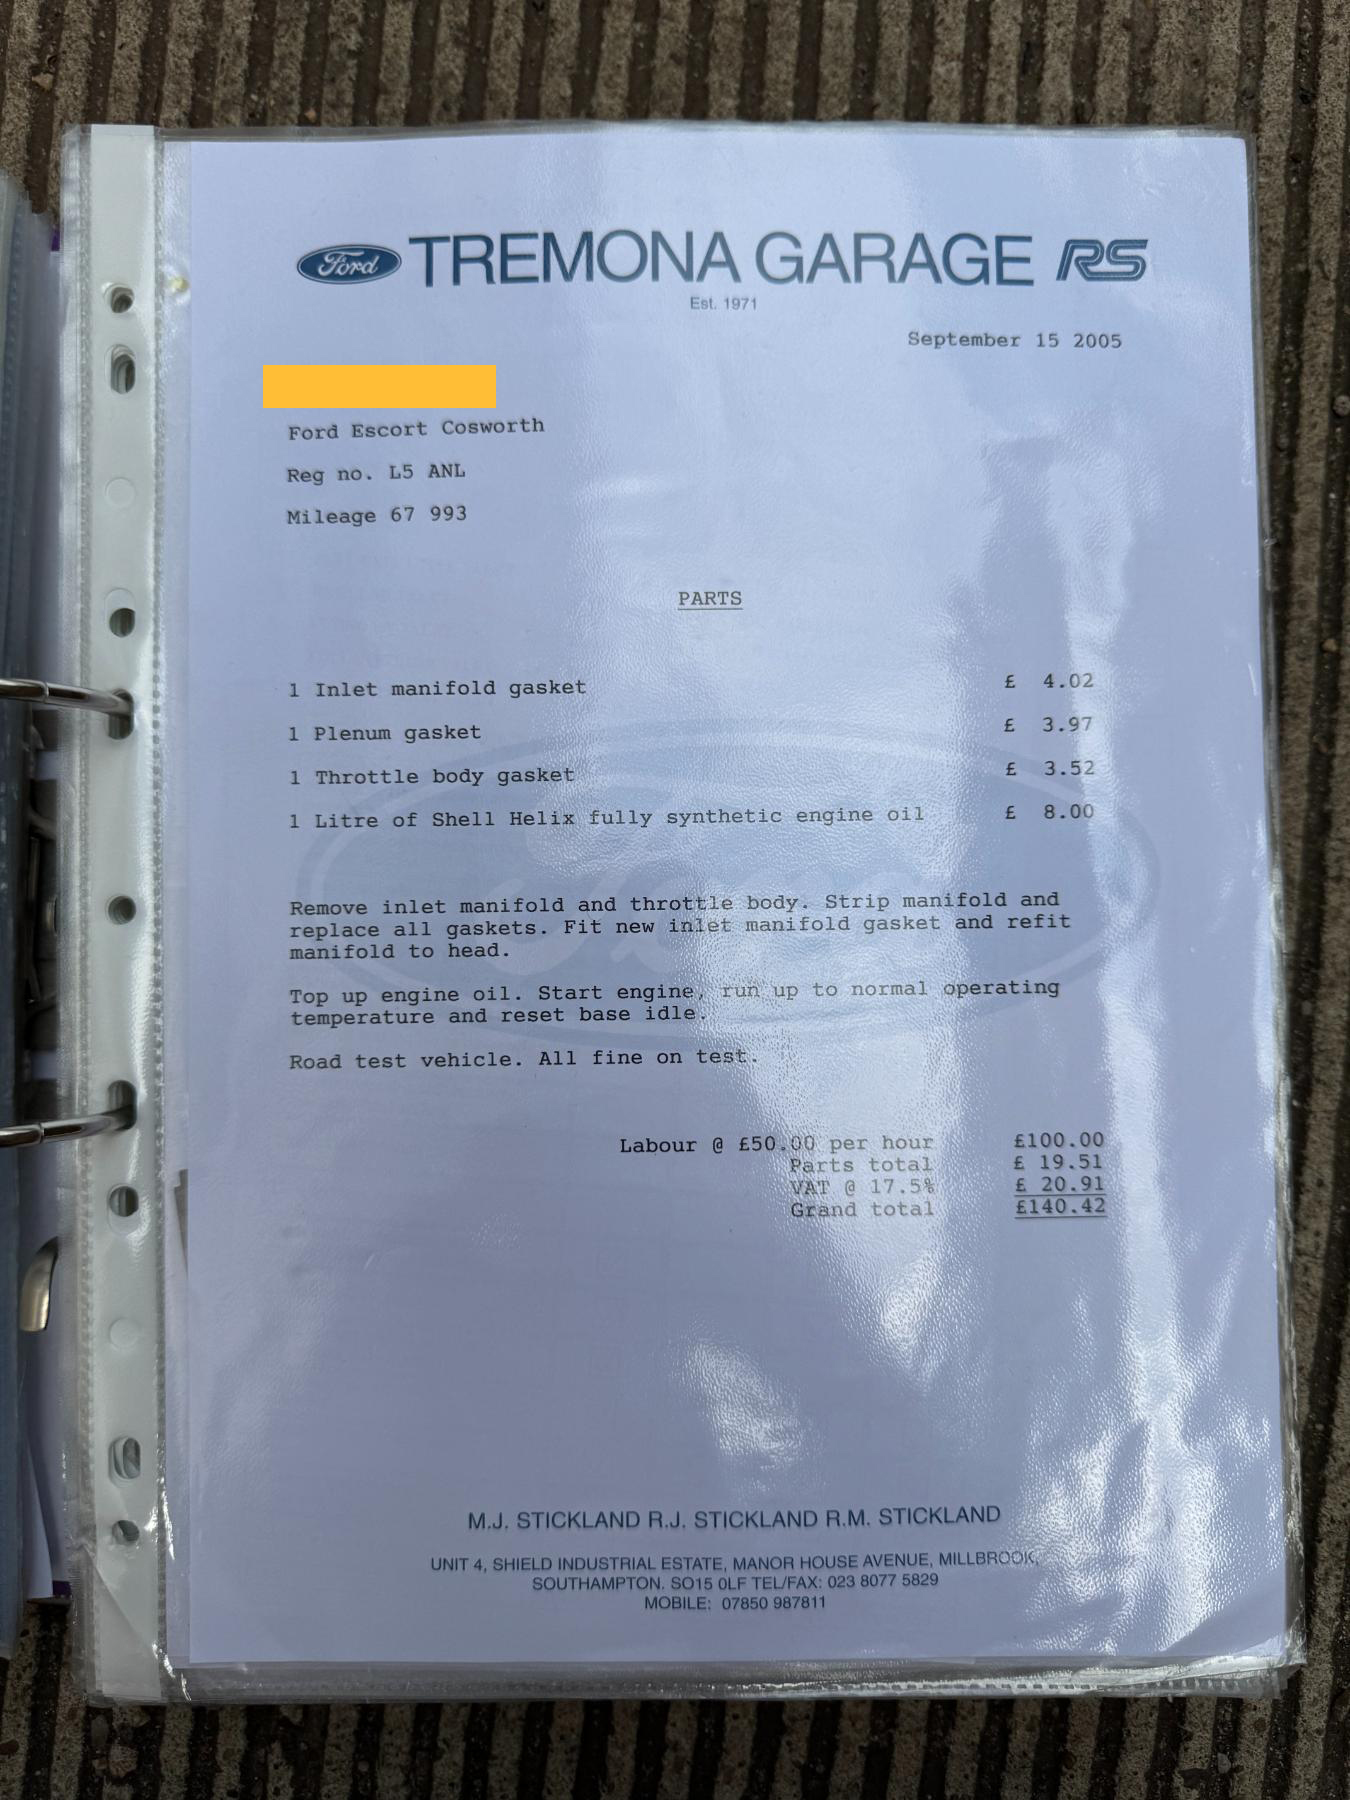 Ford TREMONA GARAGE RS
Est. 1971
September 15 2005
Ford Escort Cosworth
Reg no. L5 ANL
Mileage 67 993
PARTS
1 Inlet manifold gasket £ 4.02
1 Plenum gasket £ 3.97
1 Throttle body gasket £ 3.52
1 Litre of Shell Helix fully synthetic engine oil £ 8.00
Remove inlet manifold and throttle body. Strip manifold and
replace all gaskets. Fit new inlet manifold gasket and refit
manifold to head.
Top up engine oil. Start engine, run up to normal operating
temperature and reset base idle.
Road test vehicle. All fine on test.
Labour @ £50.00 per hour £100.00
Parts total £ 19.51
VAT @ 17.5% £ 20.91
Grand total £140.42
M.J. STICKLAND R.J. STICKLAND R.M. STICKLAND
UNIT 4, SHIELD INDUSTRIAL ESTATE, MANOR HOUSE AVENUE, MILLBROOK,
SOUTHAMPTON. SO15 0LF TEL/FAX: 023 8077 5829
MOBILE: 07850 987811